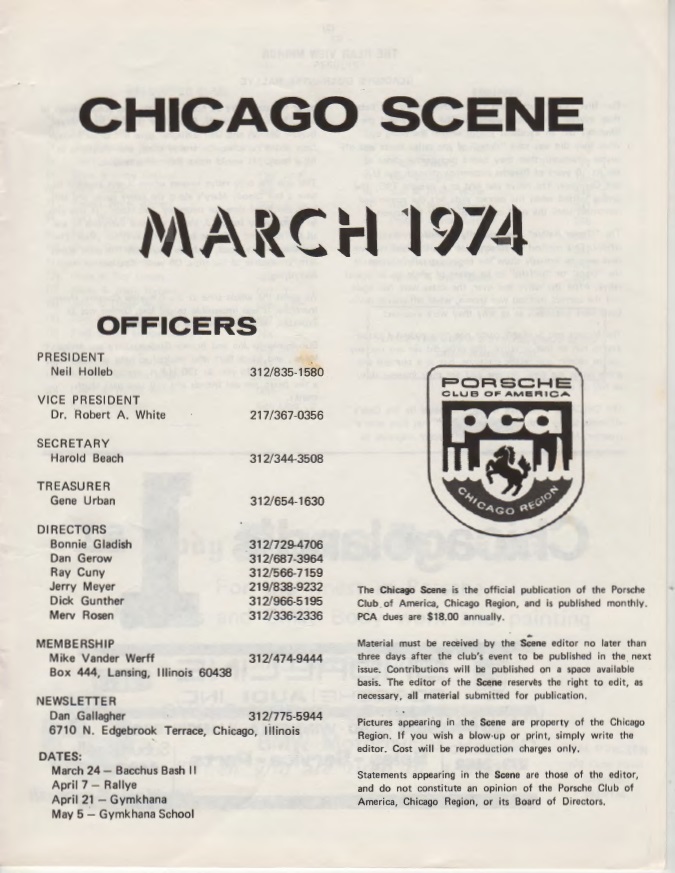 CHICAGO SCENE
MARCH 1974
OFFICERS
PRESIDENT
Neil Holleb 312/835-1580
VICE PRESIDENT
Dr. Robert A. White 217/367-0356
SECRETARY
Harold Beach 312/344-3508
TREASURER
Gene Urban 312/654-1630
DIRECTORS
Bonnie Gladish 312/729-4706
Dan Gerow 312/687-3964
Ray Cuny 312/566-7159
Jerry Meyer 219/838-9232
Dick Gunther 312/966-5195
Merv Rosen 312/336-2336
MEMBERSHIP
Mike Vander Werff 312/474-9444
Box 444, Lansing, Illinois 60438
NEWSLETTER
Dan Gallagher 312/775-5944
6710 N. Edgebrook Terrace, Chicago, Illinois
DATES:
March 24 – Bacchus Bash II
April 7 – Rallye
April 21 – Gymkhana
May 5 – Gymkhana School
PORSCHE
CLUB OF AMERICA
pca
CHICAGO REGION
The Chicago Scene is the official publication of the Porsche
Club of America, Chicago Region, and is published monthly.
PCA dues are $18.00 annually.
Material must be received by the Scene editor no later than
three days after the club's event to be published in the next
issue. Contributions will be published on a space available
basis. The editor of the Scene reserves the right to edit, as
necessary, all material submitted for publication.
Pictures appearing in the Scene are property of the Chicago
Region. If you wish a blow-up or print, simply write the
editor. Cost will be reproduction charges only.
Statements appearing in the Scene are those of the editor,
and do not constitute an opinion of the Porsche Club of
America, Chicago Region, or its Board of Directors.